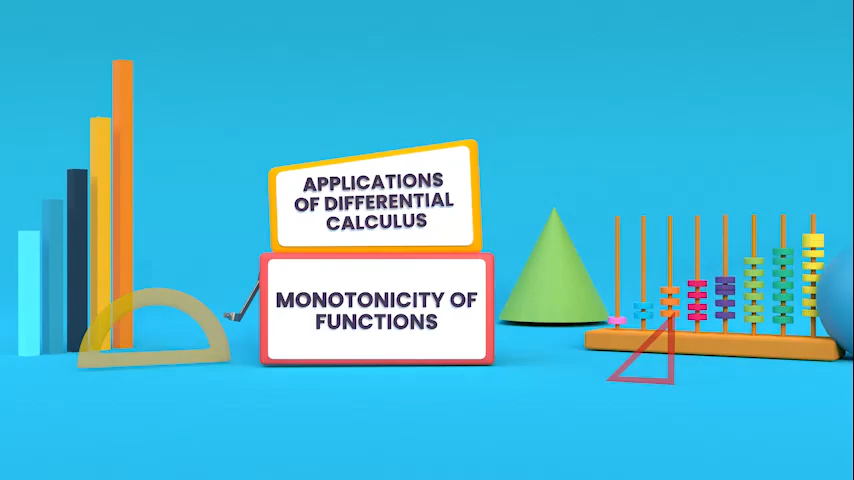 APPLICATIONS
OF DIFFERENTIAL
CALCULUS
MONOTONICITY OF
FUNCTIONS